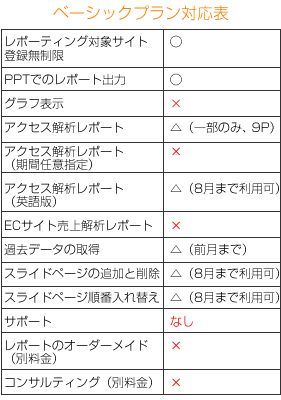 ベーシックプラン対応表
レポーティング対象サイト
登録無制限
○
PPTでのレポート出力
○
グラフ表示
×
アクセス解析レポート
△（一部のみ、9P）
アクセス解析レポート
（期間任意指定）
×
アクセス解析レポート
（英語版）
△（8月まで利用可）
ECサイト売上解析レポート
×
過去データの取得
△（前月まで）
スライドページの追加と削除
△（8月まで利用可）
スライドページ順番入れ替え
△（8月まで利用可）
サポート
なし
レポートのオーダーメイド
（別料金）
×
コンサルティング（別料金）
×